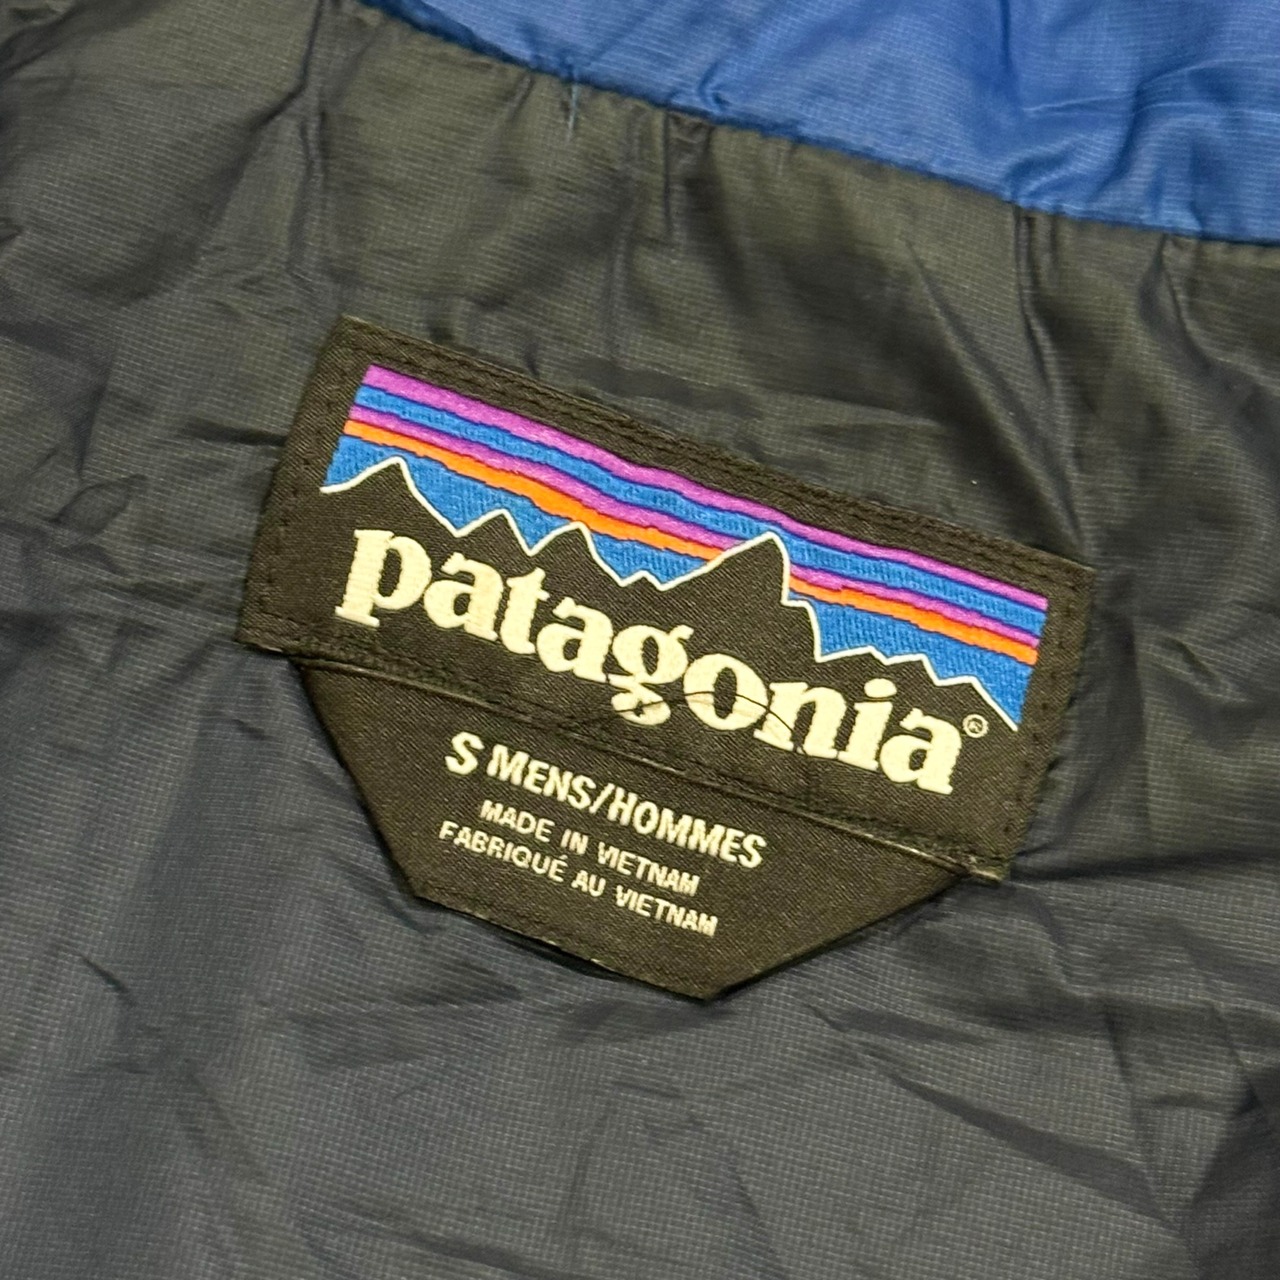 patagonia®
S MENS/HOMMES
MADE IN VIETNAM
FABRIQUÉ AU VIETNAM